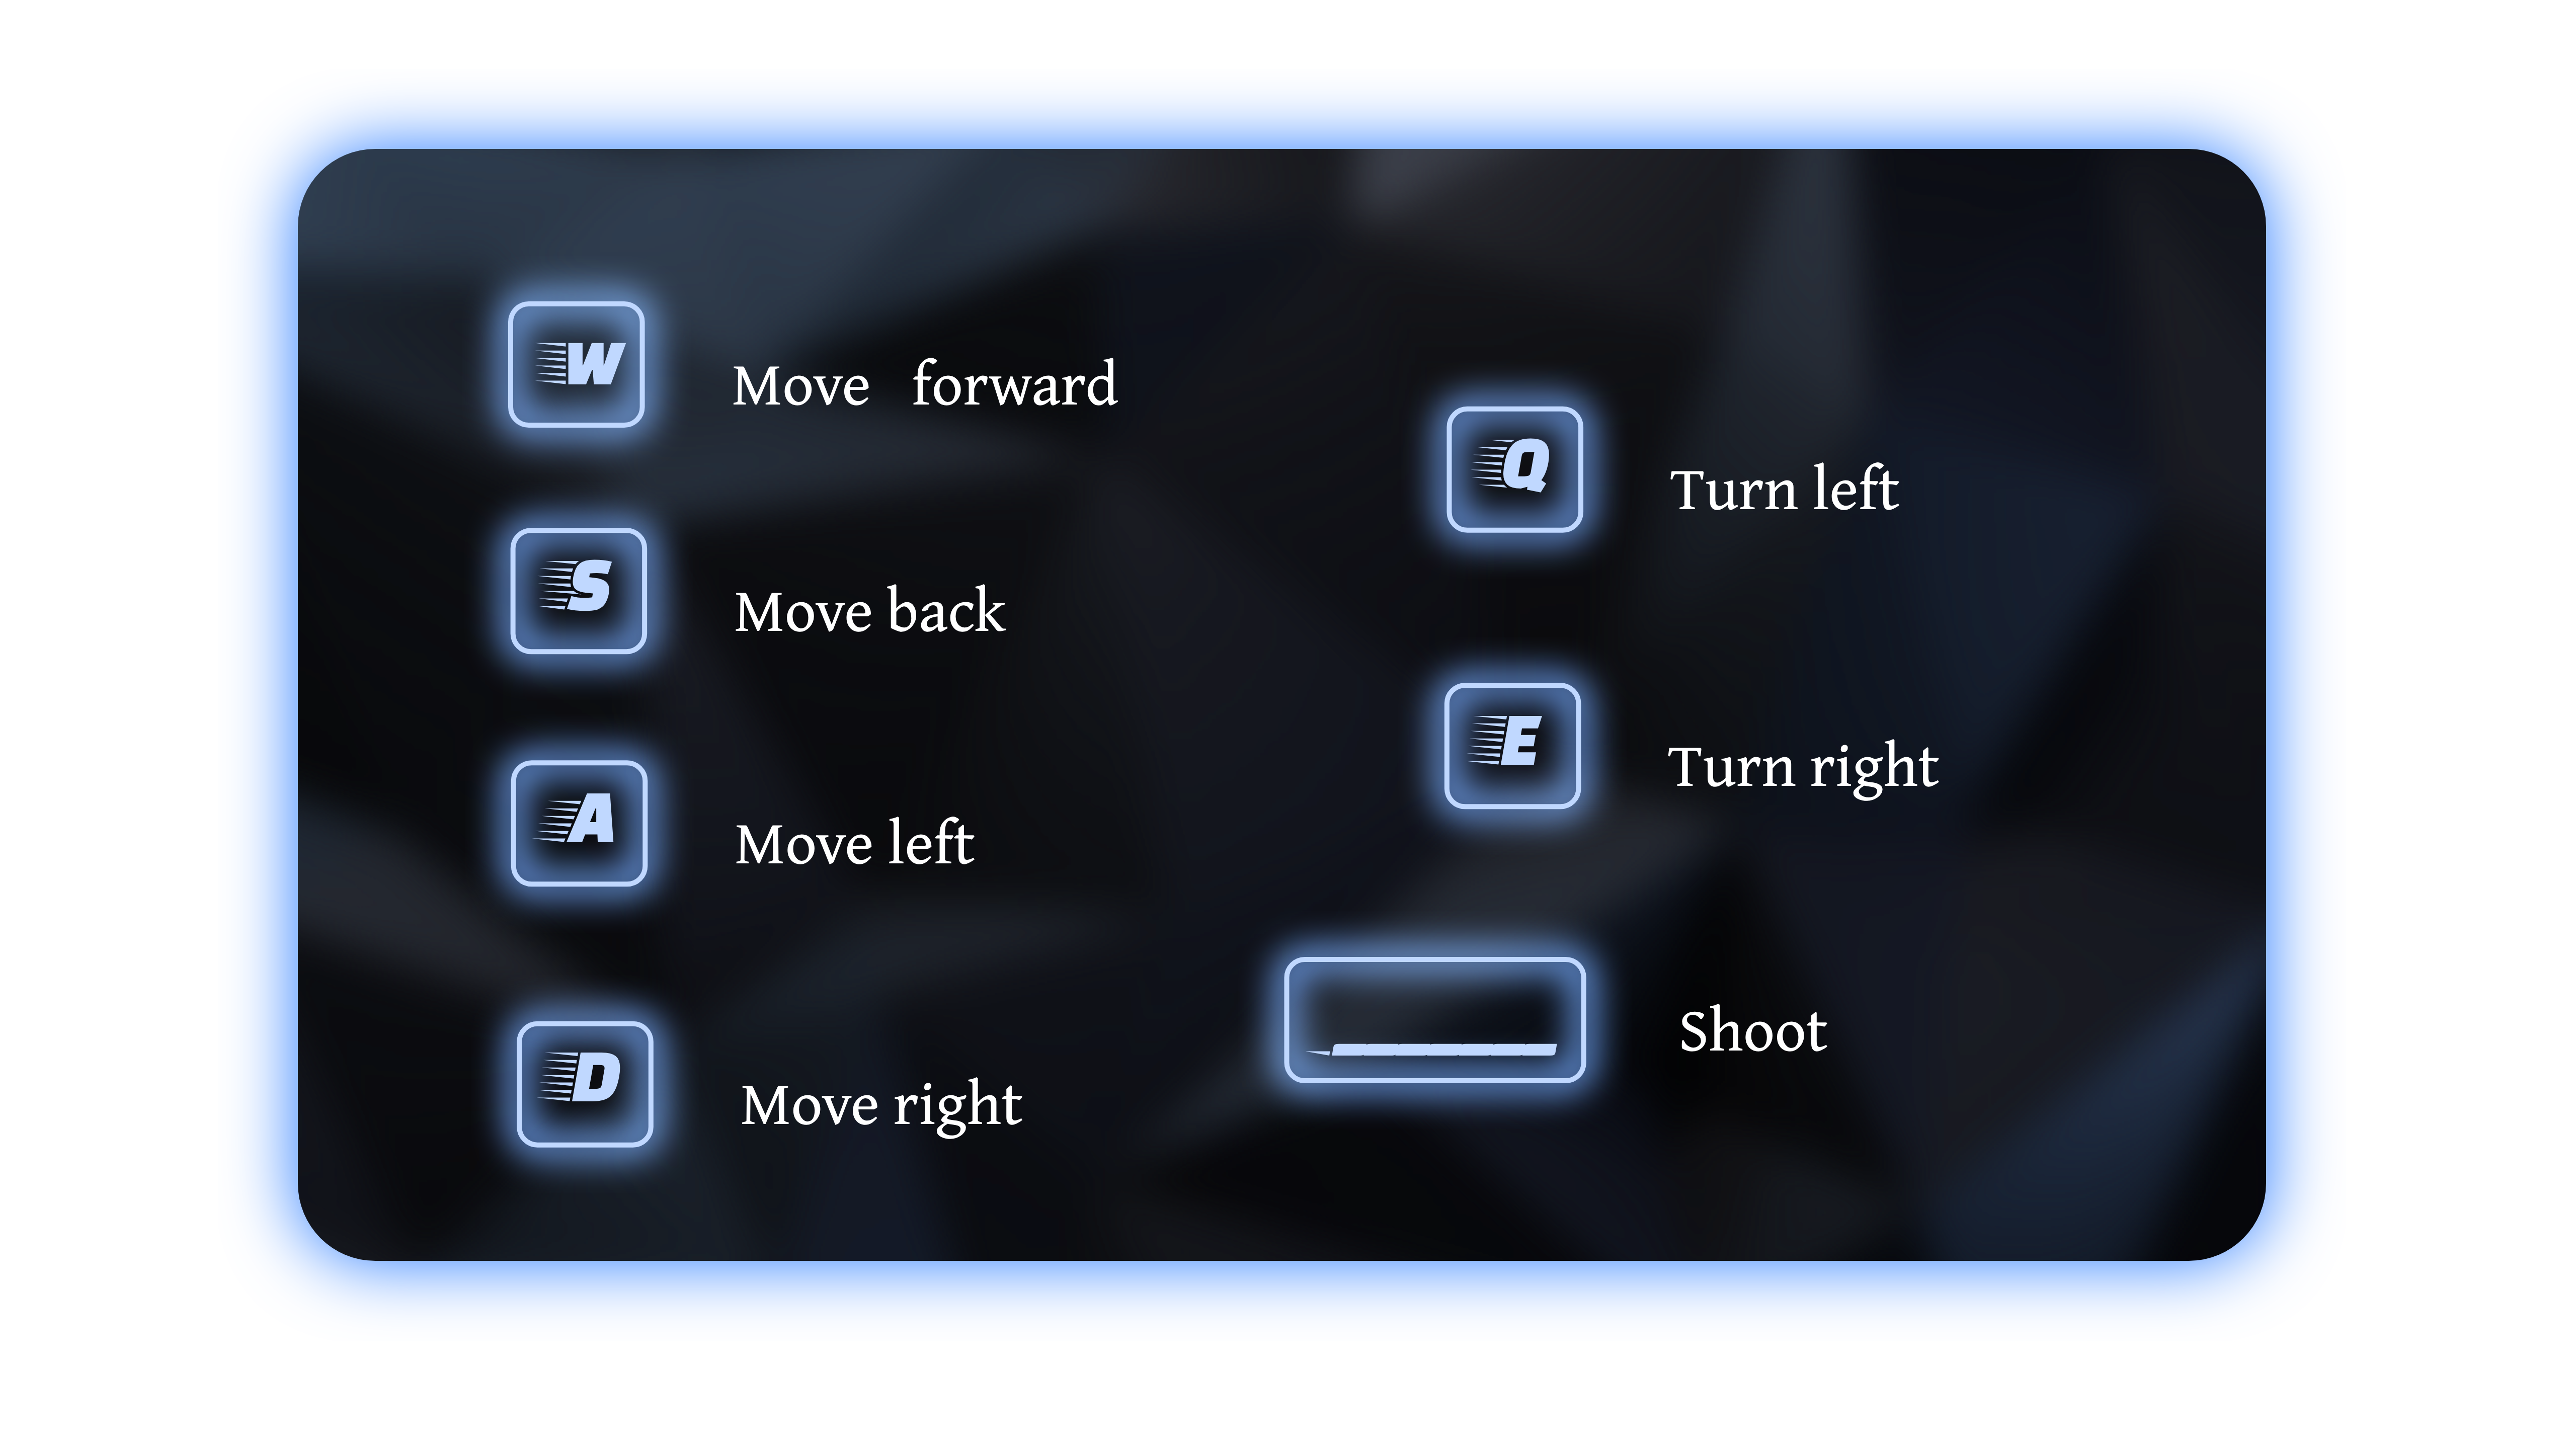 W
Move forward
S
Move back
A
Move left
D
Move right
Q
Turn left
E
Turn right
Shoot